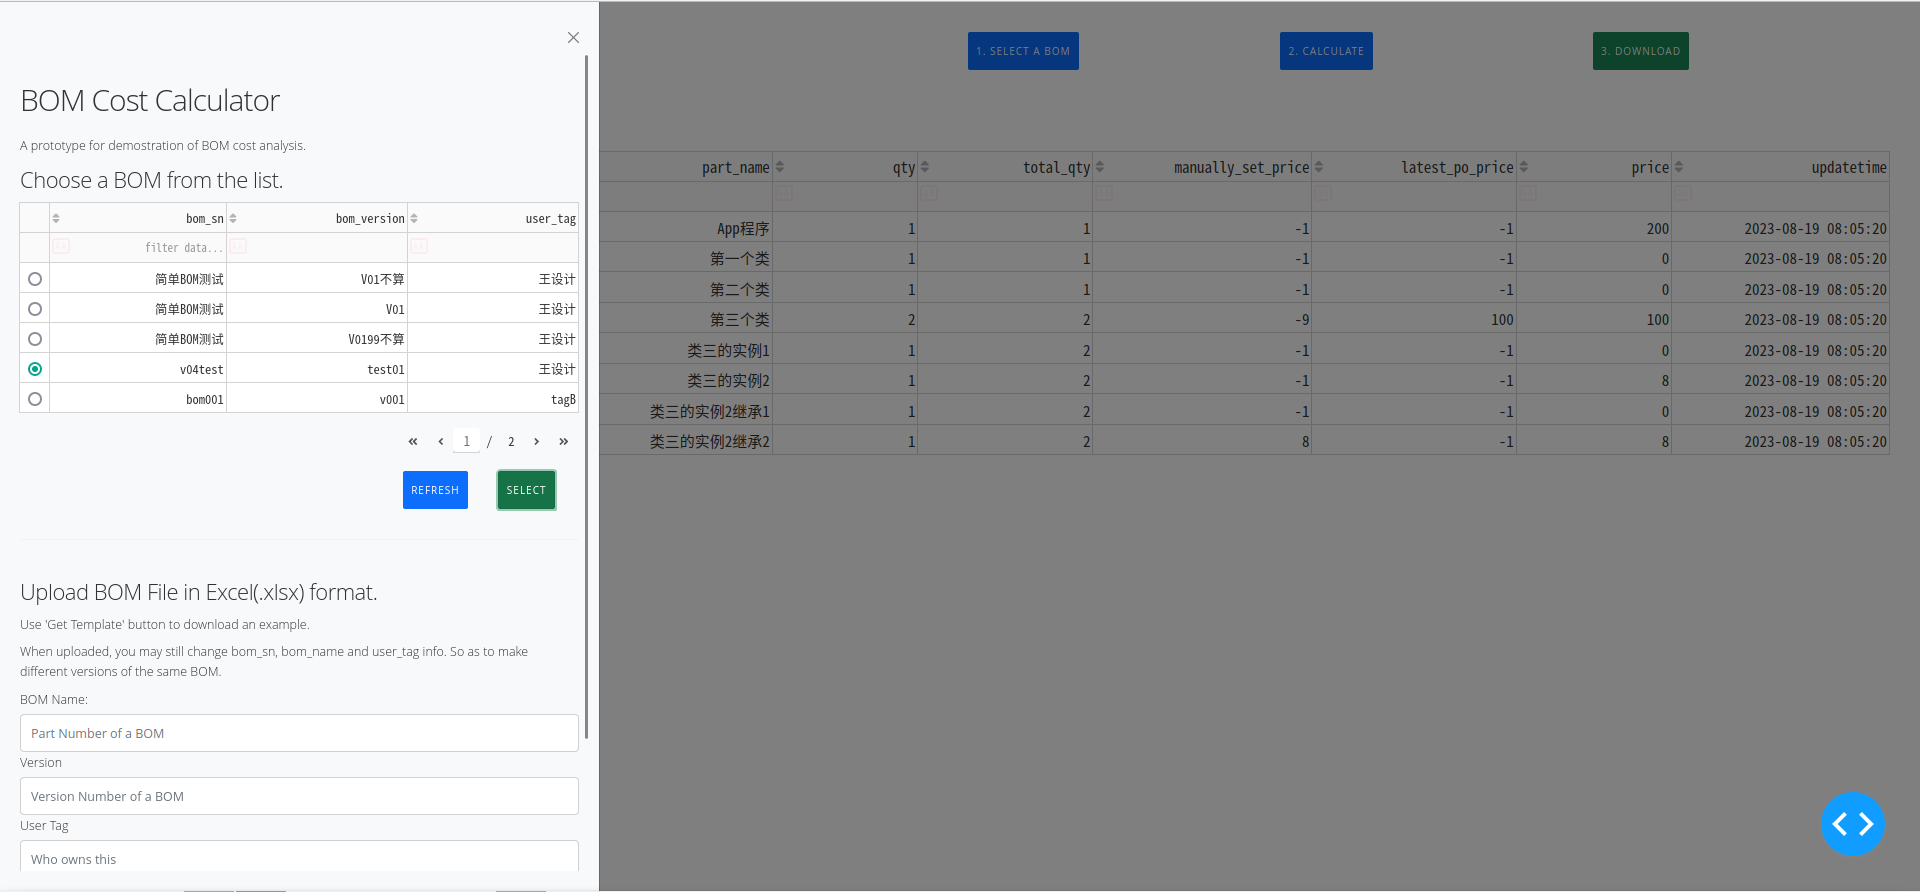 1. SELECT A BOM
2. CALCULATE
3. DOWNLOAD
BOM Cost Calculator
A prototype for demostration of BOM cost analysis.
Choose a BOM from the list.
bom_sn bom_version user_tag
filter data...
简单BOM测试 V01不算 王设计
简单BOM测试 V01 王设计
简单BOM测试 V0199不算 王设计
v04test test01 王设计
bom001 v001 tagB
« ‹ 1 / 2 › »
REFRESH
SELECT
Upload BOM File in Excel(.xlsx) format.
Use 'Get Template' button to download an example.
When uploaded, you may still change bom_sn, bom_name and user_tag info. So as to make
different versions of the same BOM.
BOM Name:
Part Number of a BOM
Version
Version Number of a BOM
User Tag
Who owns this
part_name qty total_qty manually_set_price latest_po_price price updatetime
App程序 1 1 -1 -1 200 2023-08-19 08:05:20
第一个类 1 1 -1 -1 0 2023-08-19 08:05:20
第二个类 1 1 -1 -1 0 2023-08-19 08:05:20
第三个类 2 2 -9 100 100 2023-08-19 08:05:20
类三的实例1 1 2 -1 -1 0 2023-08-19 08:05:20
类三的实例2 1 2 -1 -1 8 2023-08-19 08:05:20
类三的实例2继承1 1 2 -1 -1 0 2023-08-19 08:05:20
类三的实例2继承2 1 2 8 -1 8 2023-08-19 08:05:20